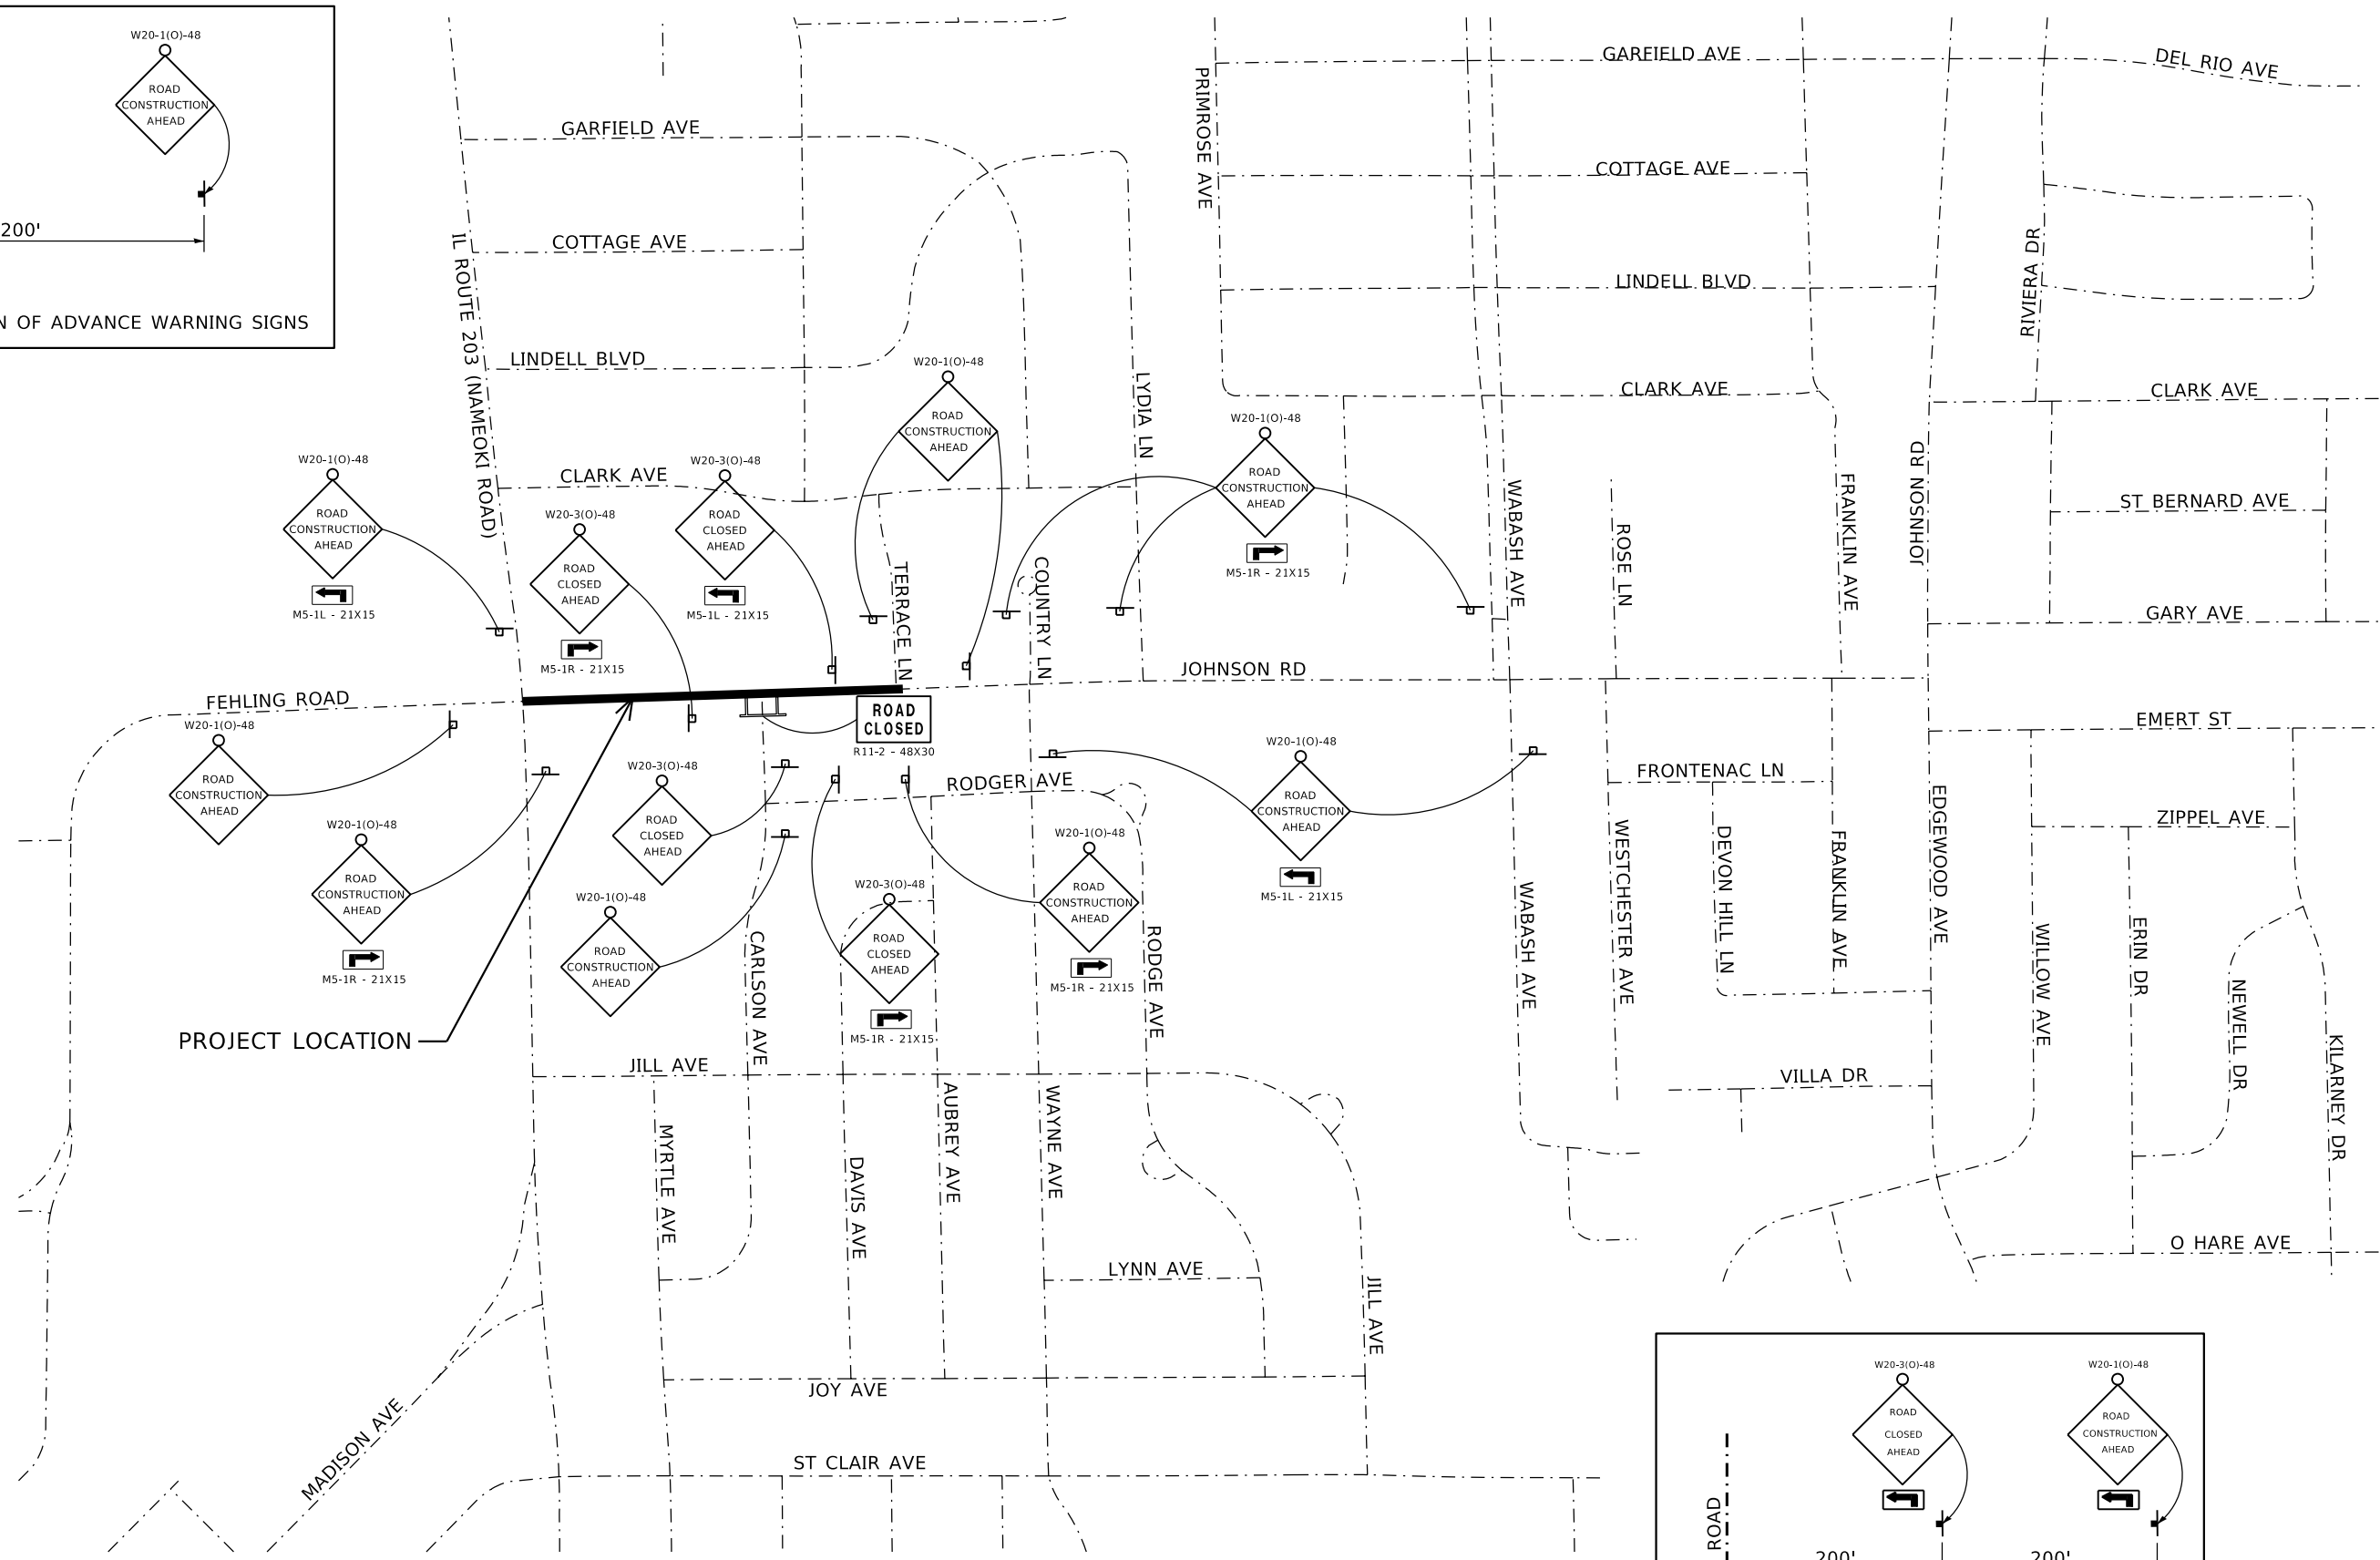 W20-1(O)-48
ROAD
CONSTRUCTION
AHEAD
200'
N OF ADVANCE WARNING SIGNS
IL ROUTE 203 (NAMEOKI ROAD)
GARFIELD AVE
COTTAGE AVE
LINDELL BLVD
CLARK AVE
PRIMROSE AVE
GARFIELD AVE
DEL RIO AVE
COTTAGE AVE
LINDELL BLVD
RIVIERA DR
CLARK AVE
CLARK AVE
LYDIA LN
W20-1(O)-48
ROAD
CONSTRUCTION
AHEAD
W20-1(O)-48
ROAD
CONSTRUCTION
AHEAD
M5-1R - 21X15
W20-1(O)-48
ROAD
CONSTRUCTION
AHEAD
M5-1L - 21X15
W20-3(O)-48
ROAD
CLOSED
AHEAD
M5-1R - 21X15
W20-3(O)-48
ROAD
CLOSED
AHEAD
M5-1L - 21X15
TERRACE LN
COUNTRY LN
WABASH AVE
ROSE LN
FRANKLIN AVE
JOHNSON RD
ST BERNARD AVE
GARY AVE
JOHNSON RD
FEHLING ROAD
ROAD
CLOSED
R11-2 - 48X30
EMERT ST
W20-1(O)-48
ROAD
CONSTRUCTION
AHEAD
W20-1(O)-48
ROAD
CONSTRUCTION
AHEAD
M5-1R - 21X15
W20-3(O)-48
ROAD
CLOSED
AHEAD
W20-1(O)-48
ROAD
CONSTRUCTION
AHEAD
RODGER AVE
W20-3(O)-48
ROAD
CLOSED
AHEAD
M5-1R - 21X15
W20-1(O)-48
ROAD
CONSTRUCTION
AHEAD
M5-1R - 21X15
W20-1(O)-48
ROAD
CONSTRUCTION
AHEAD
M5-1L - 21X15
FRONTENAC LN
ZIPPEL AVE
CARLSON AVE
RODGE AVE
WABASH AVE
WESTCHESTER AVE
DEVON HILL LN
FRANKLIN AVE
EDGEWOOD AVE
WILLOW AVE
ERIN DR
NEWELL DR
KILARNEY DR
PROJECT LOCATION
JILL AVE
VILLA DR
MYRTLE AVE
DAVIS AVE
AUBREY AVE
WAYNE AVE
LYNN AVE
JILL AVE
O HARE AVE
JOY AVE
MADISON AVE
ST CLAIR AVE
W20-3(O)-48
ROAD
CLOSED
AHEAD
W20-1(O)-48
ROAD
CONSTRUCTION
AHEAD
ROAD
200'
200'